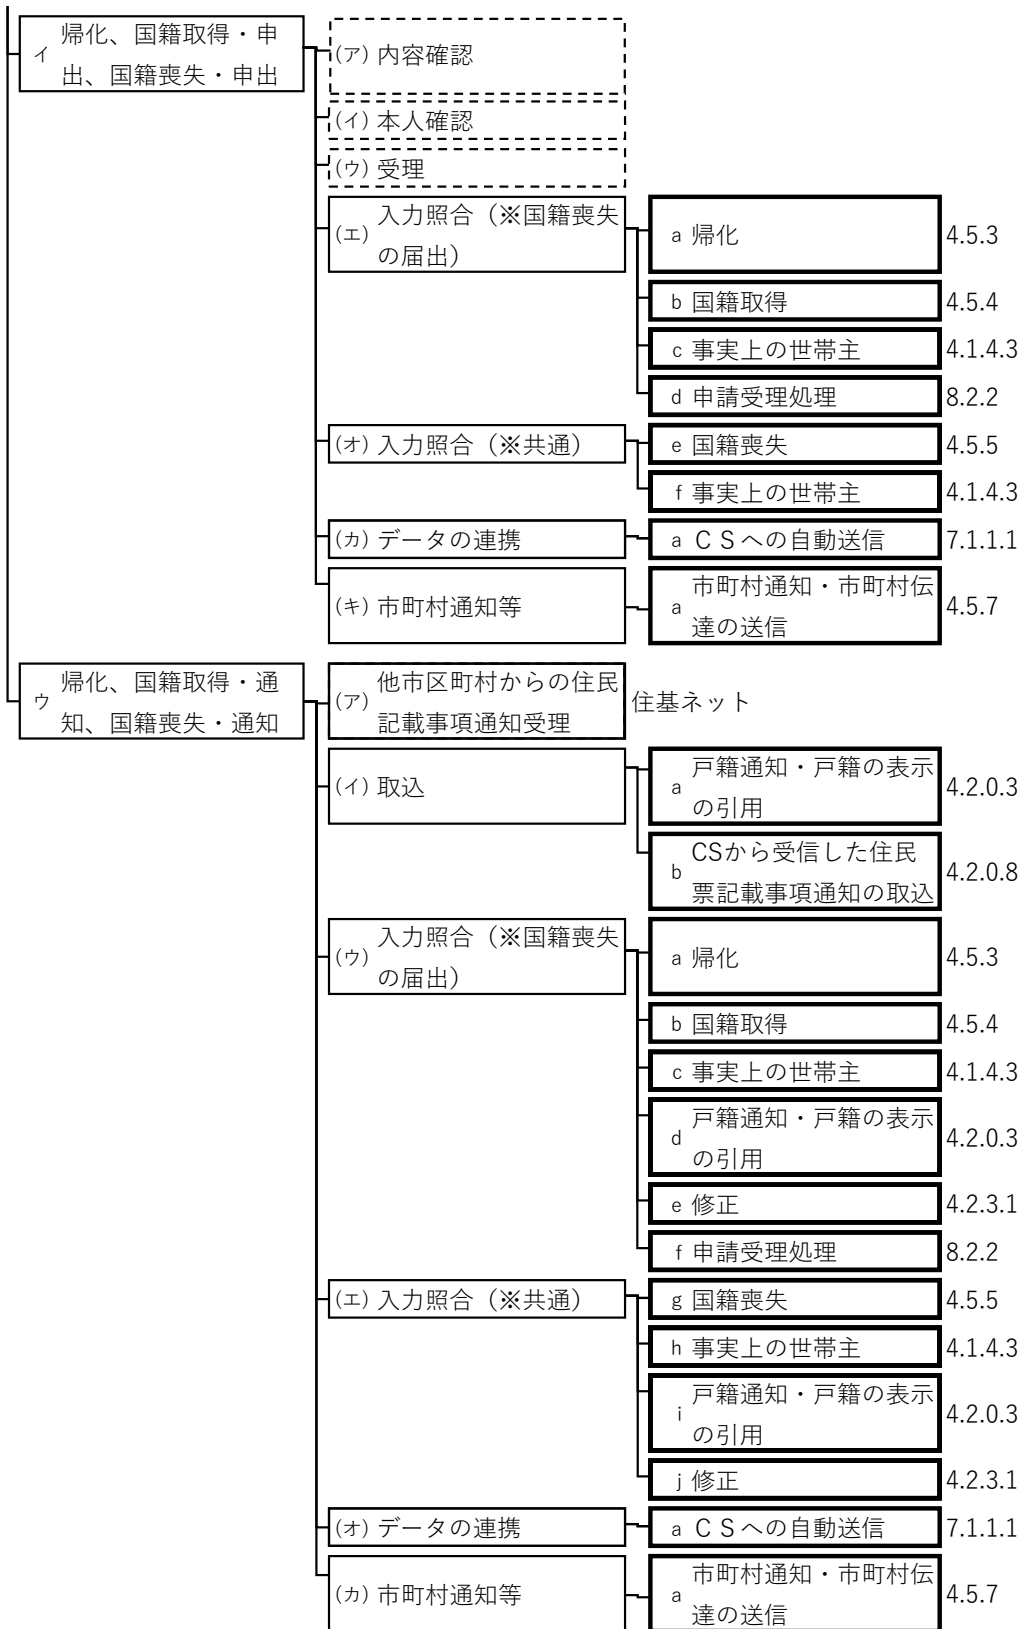 イ 帰化、国籍取得・申
出、国籍喪失・申出
(ア) 内容確認
(イ) 本人確認
(ウ) 受理
(エ) 入力照合（※国籍喪失
の届出）
a 帰化 4.5.3
b 国籍取得 4.5.4
c 事実上の世帯主 4.1.4.3
d 申請受理処理 8.2.2
(オ) 入力照合（※共通）
e 国籍喪失 4.5.5
f 事実上の世帯主 4.1.4.3
(カ) データの連携
a ＣＳへの自動送信 7.1.1.1
(キ) 市町村通知等
a 市町村通知・市町村伝
達の送信 4.5.7
ウ 帰化、国籍取得・通
知、国籍喪失・通知
(ア) 他市区町村からの住民
記載事項通知受理
住基ネット
(イ) 取込
a 戸籍通知・戸籍の表示
の引用 4.2.0.3
b CSから受信した住民
票記載事項通知の取込 4.2.0.8
(ウ) 入力照合（※国籍喪失
の届出）
a 帰化 4.5.3
b 国籍取得 4.5.4
c 事実上の世帯主 4.1.4.3
d 戸籍通知・戸籍の表示
の引用 4.2.0.3
e 修正 4.2.3.1
f 申請受理処理 8.2.2
(エ) 入力照合（※共通）
g 国籍喪失 4.5.5
h 事実上の世帯主 4.1.4.3
i 戸籍通知・戸籍の表示
の引用 4.2.0.3
j 修正 4.2.3.1
(オ) データの連携
a ＣＳへの自動送信 7.1.1.1
(カ) 市町村通知等
a 市町村通知・市町村伝
達の送信 4.5.7